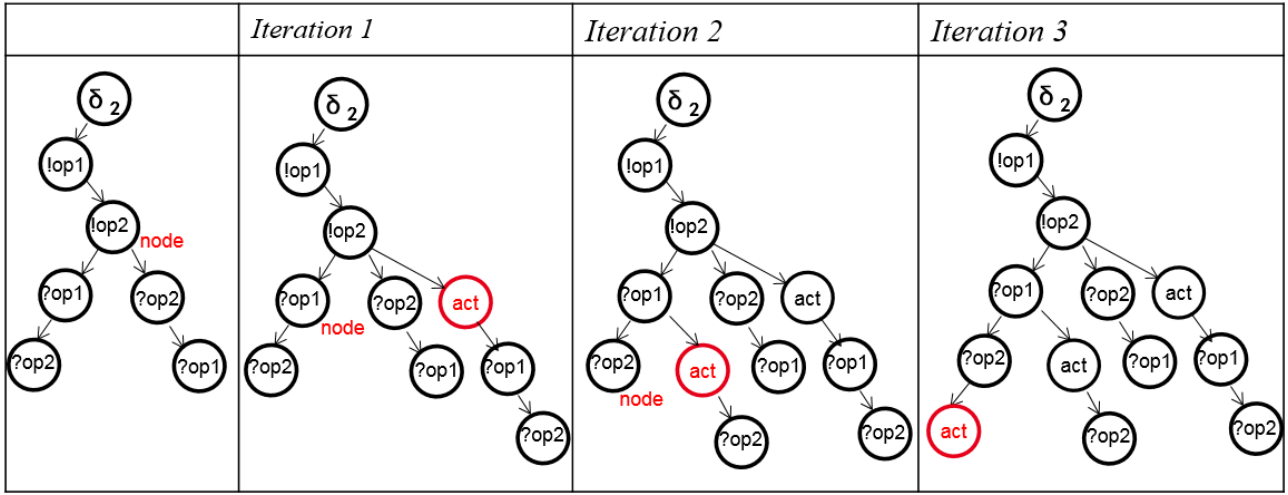 Iteration 1
Iteration 2
Iteration 3
δ 2
!op1
!op2
node
?op1
?op2
?op2
?op1
δ 2
!op1
!op2
?op1
?op2
act
node
?op2
?op1
?op1
?op2
δ 2
!op1
!op2
?op1
?op2
act
?op2
act
?op1
?op1
node
?op2
?op2
δ 2
!op1
!op2
?op1
?op2
act
?op2
act
?op1
?op1
act
?op2
?op2